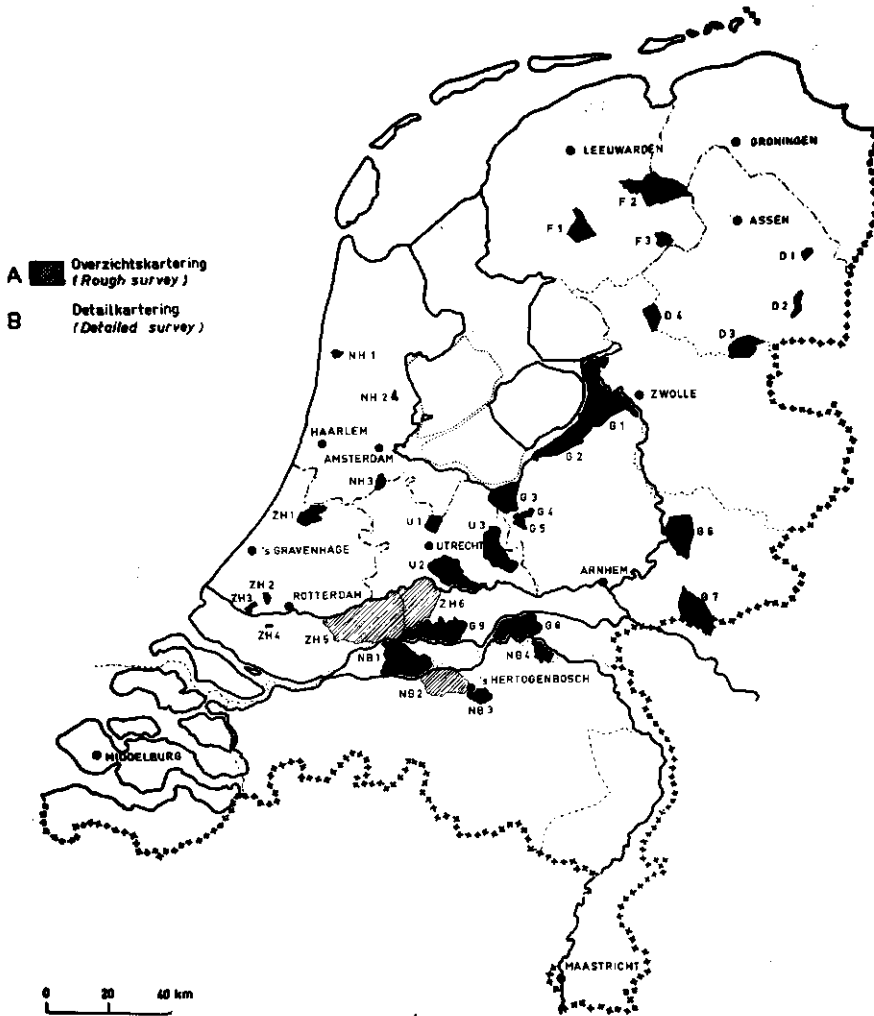 LEEUWARDEN
GRONINGEN
F 2
F 1
ASSEN
F 3
D 1
A Overzichtskartering
(Rough survey)
B Detailkartering
(Detailed survey)
D 2
D 4
D 3
NH 1
NH 2
ZWOLLE
G 1
HAARLEM
AMSTERDAM
G 2
NH 3
G 3
G 4
ZH 1
U 1
U 3
G 5
G 6
's GRAVENHAGE
UTRECHT
U 2
ARNHEM
ZH 2
ZH 3
ROTTERDAM
ZH 6
G 7
ZH 4
ZH 5
G 9
G 8
NB 1
NB 4
NB 2
's HERTOGENBOSCH
NB 3
MIDDELBURG
MAASTRICHT
0 20 40 km